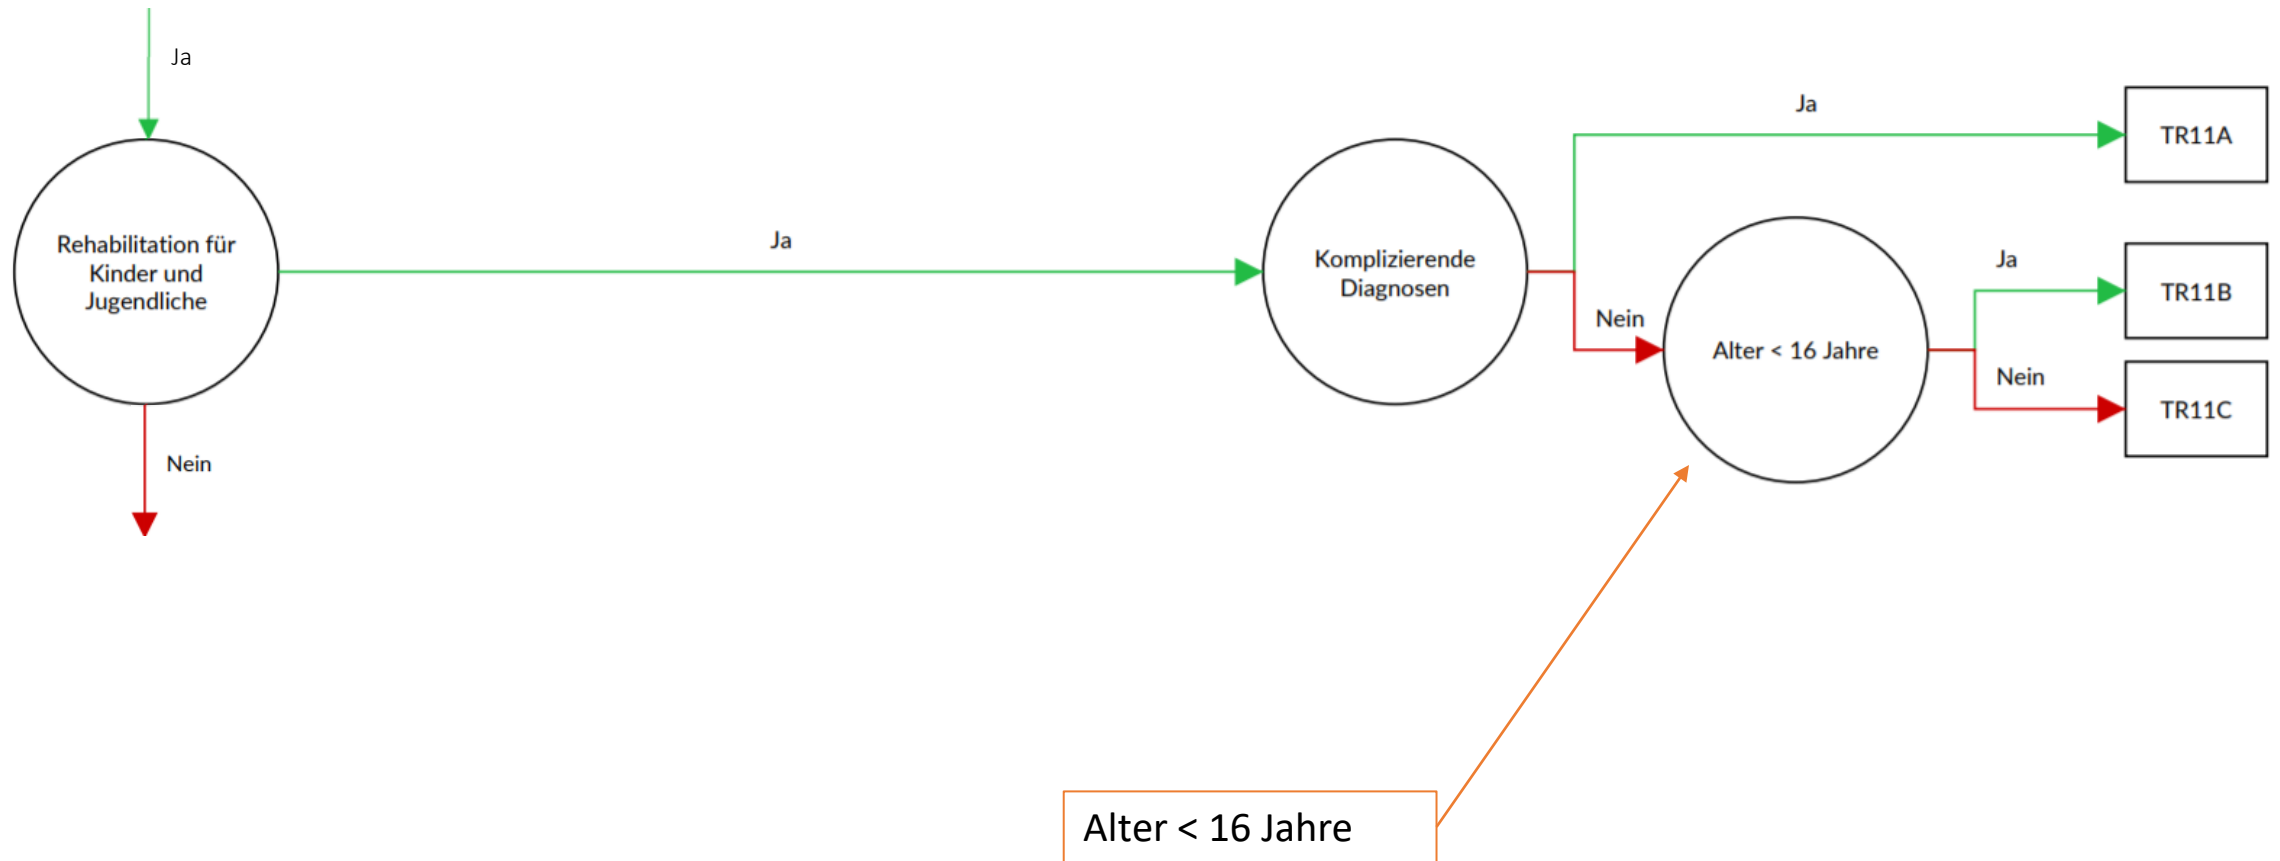 Ja
Rehabilitation für
Kinder und
Jugendliche
Ja
Nein
Komplizierende
Diagnosen
Ja
TR11A
Nein
Alter < 16 Jahre
Ja
TR11B
Nein
TR11C
Alter < 16 Jahre